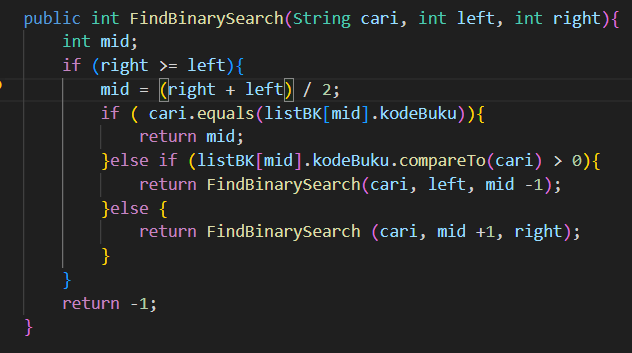 public int FindBinarySearch(String cari, int left, int right){
    int mid;
    if (right >= left){
        mid = (right + left) / 2;
        if ( cari.equals(listBK[mid].kodeBuku)){
            return mid;
        }else if (listBK[mid].kodeBuku.compareTo(cari) > 0){
            return FindBinarySearch(cari, left, mid -1);
        }else {
            return FindBinarySearch (cari, mid +1, right);
        }
    }
    return -1;
}